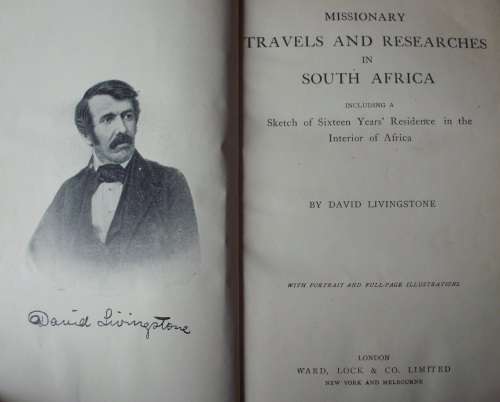 David Livingstone
MISSIONARY
TRAVELS AND RESEARCHES
IN
SOUTH AFRICA
INCLUDING A
Sketch of Sixteen Years' Residence in the
Interior of Africa
BY DAVID LIVINGSTONE
WITH PORTRAIT AND FULL-PAGE ILLUSTRATIONS.
LONDON
WARD, LOCK & CO. LIMITED
NEW YORK AND MELBOURNE